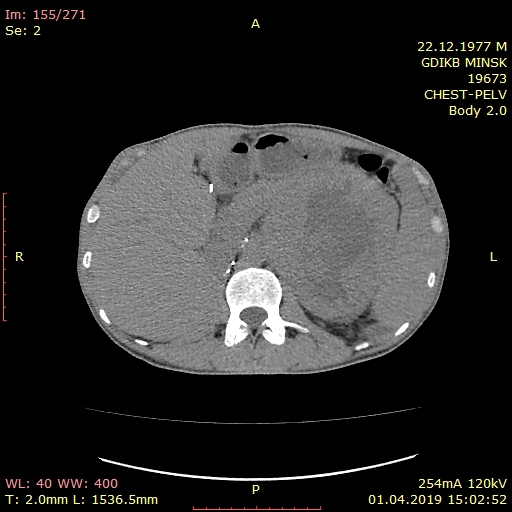 Im: 155/271
Se: 2
A
22.12.1977 M
GDIKB MINSK
19673
CHEST-PELV
Body 2.0
R
L
WL: 40 WW: 400
T: 2.0mm L: 1536.5mm
P
254mA 120kV
01.04.2019 15:02:52